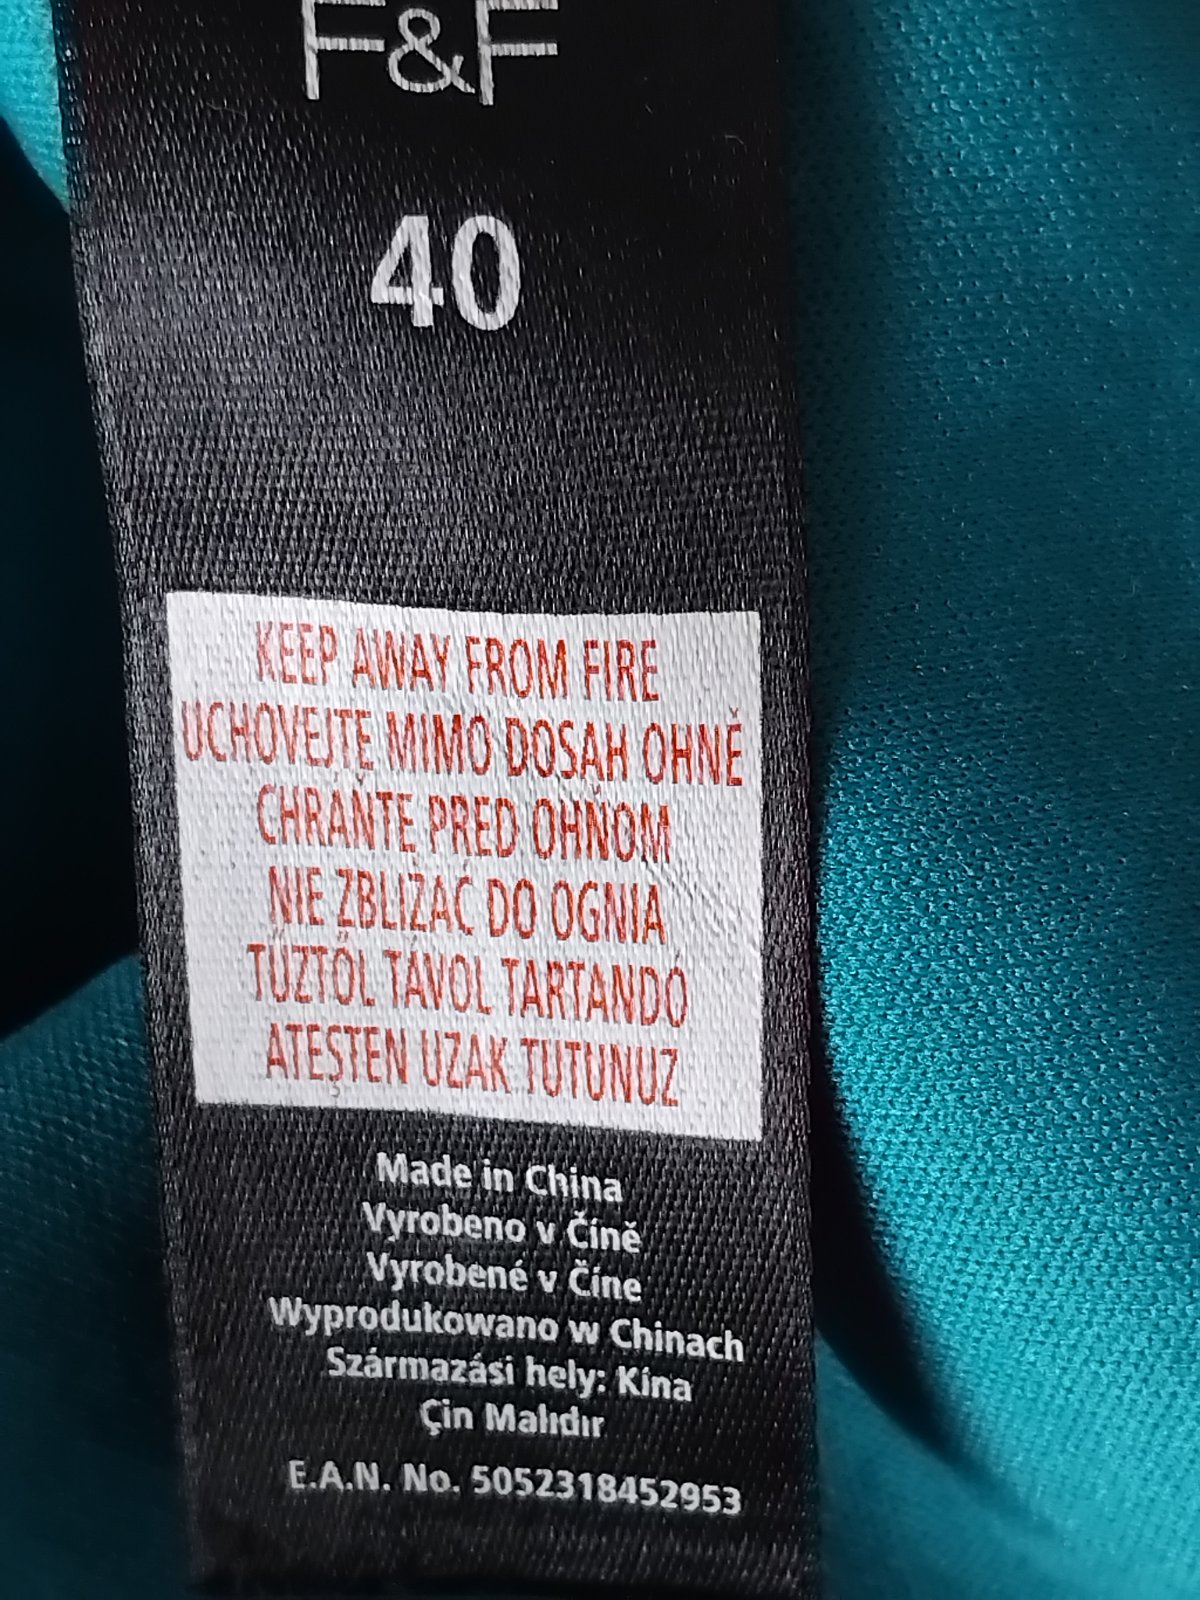 F&F
40
KEEP AWAY FROM FIRE
UCHOVEJTE MIMO DOSAH OHNĚ
CHRAŇTE PRED OHŇOM
NIE ZBLIŻAĆ DO OGNIA
TŰZTŐL TÁVOL TARTANDÓ
ATEŞTEN UZAK TUTUNUZ
Made in China
Vyrobeno v Číně
Vyrobené v Číne
Wyprodukowano w Chinach
Származási hely: Kína
Çin Malıdır
E.A.N. No. 5052318452953